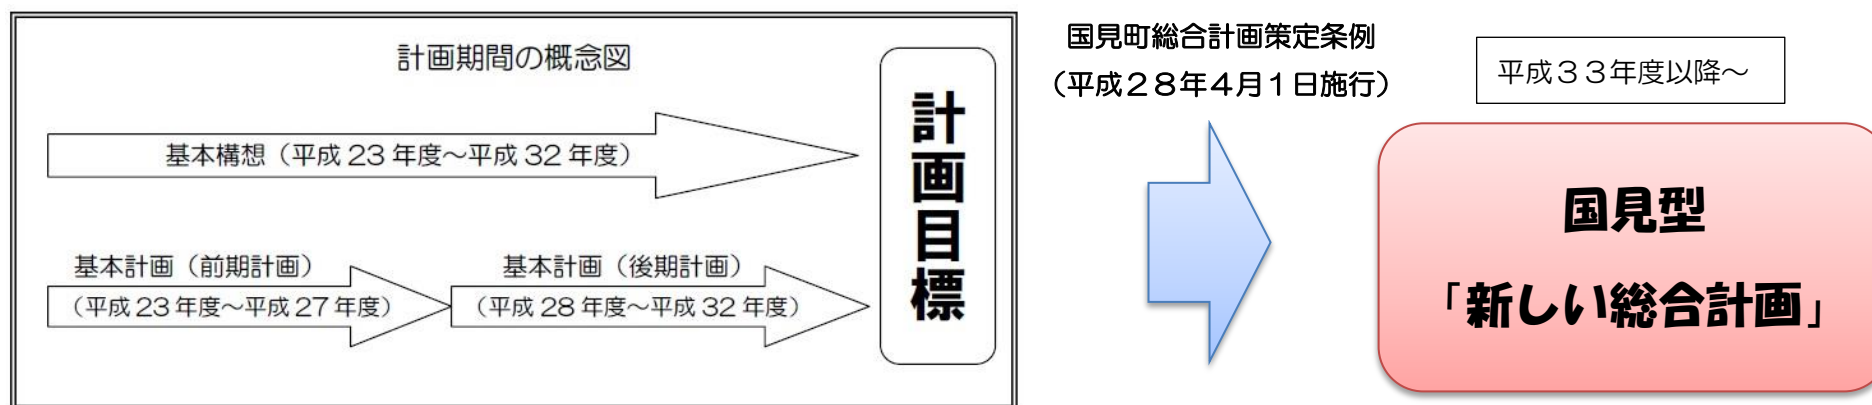 計画期間の概念図
基本構想（平成 23 年度～平成 32 年度）
基本計画（前期計画）
（平成 23 年度～平成 27 年度）
基本計画（後期計画）
（平成 28 年度～平成 32 年度）
計画目標
国見町総合計画策定条例
（平成２８年４月１日施行）
平成３３年度以降～
国見型
「新しい総合計画」